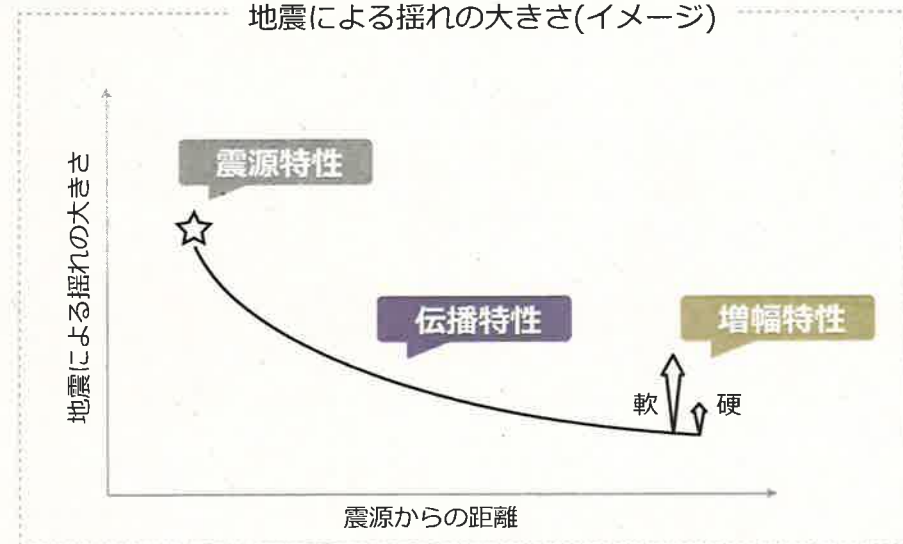 地震による揺れの大きさ(イメージ)
震源特性
地震による揺れの大きさ
伝播特性
増幅特性
軟
硬
震源からの距離